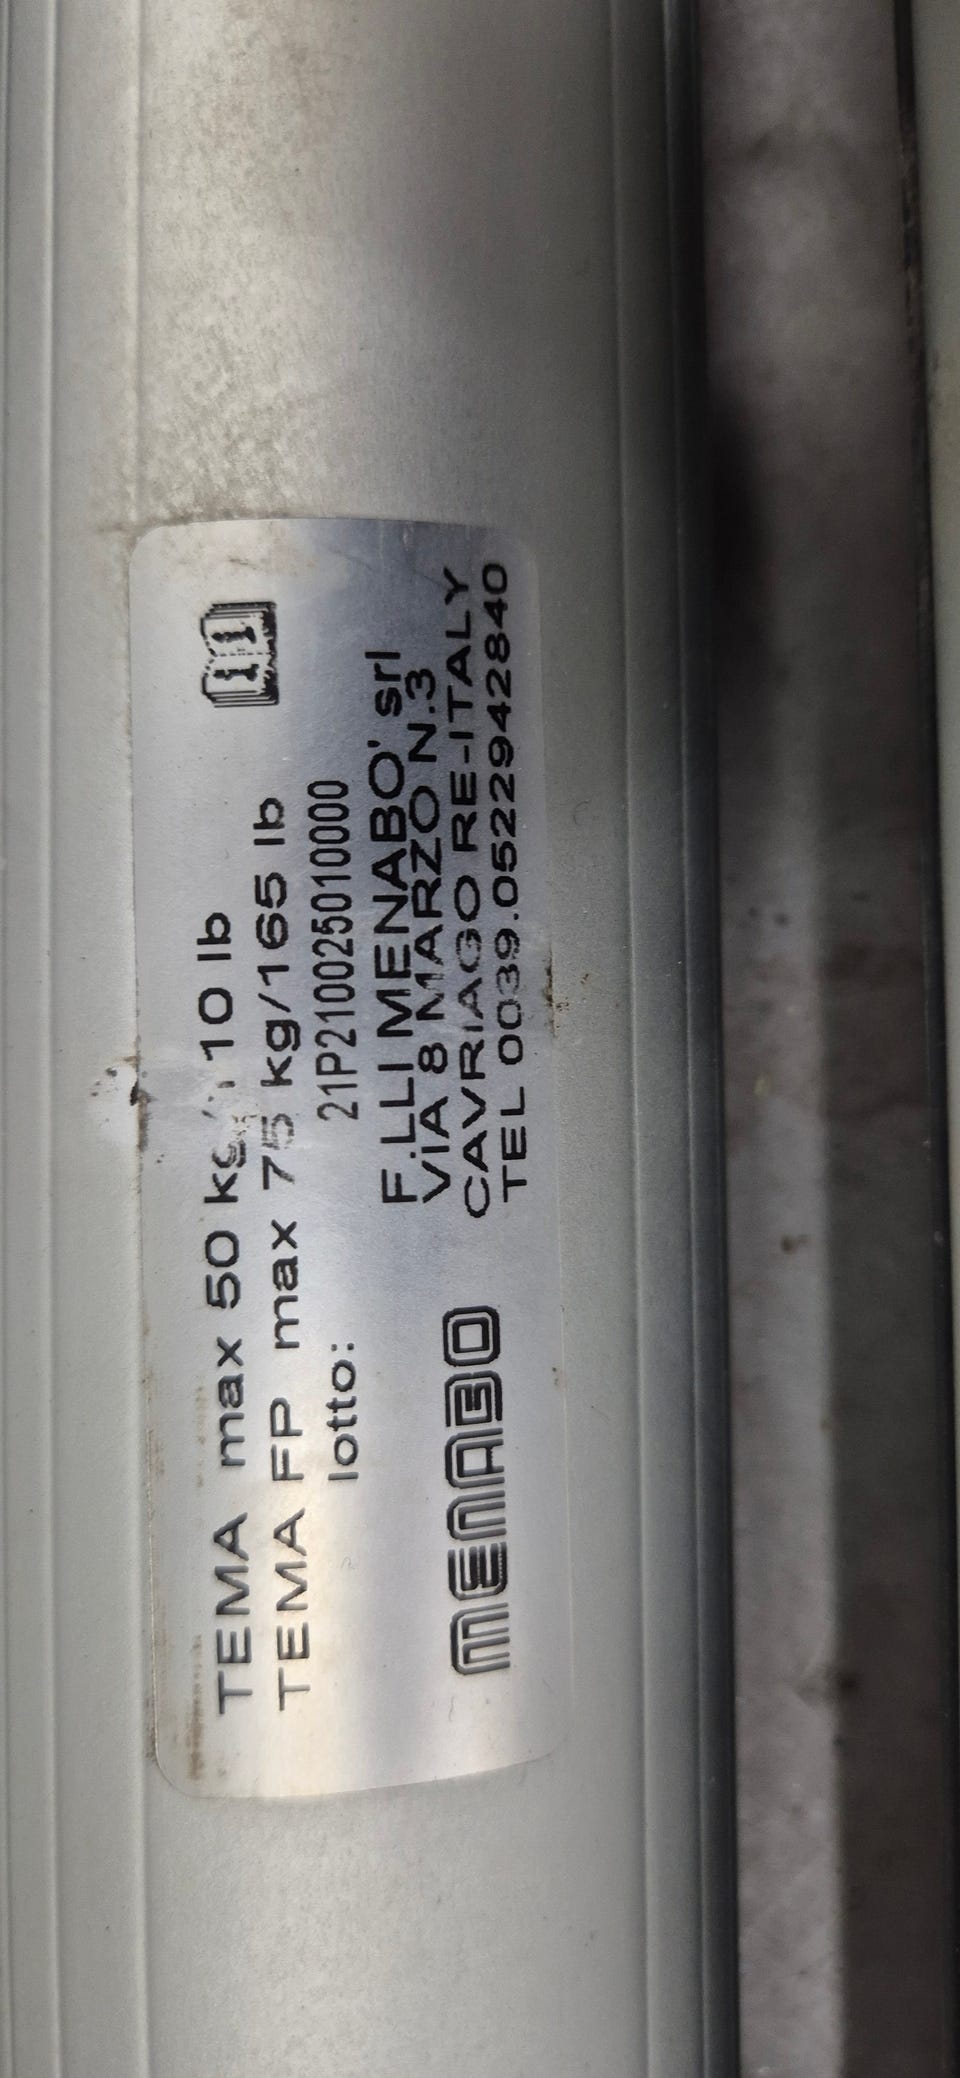 TEMA max 50 kg/110 lb
TEMA FP max 75 kg/165 lb
lotto: 21P210025010000
F.LLI MENABO' srl
VIA 8 MARZO N.3
CAVRIAGO RE-ITALY
TEL 0039.0522942840
MENABO